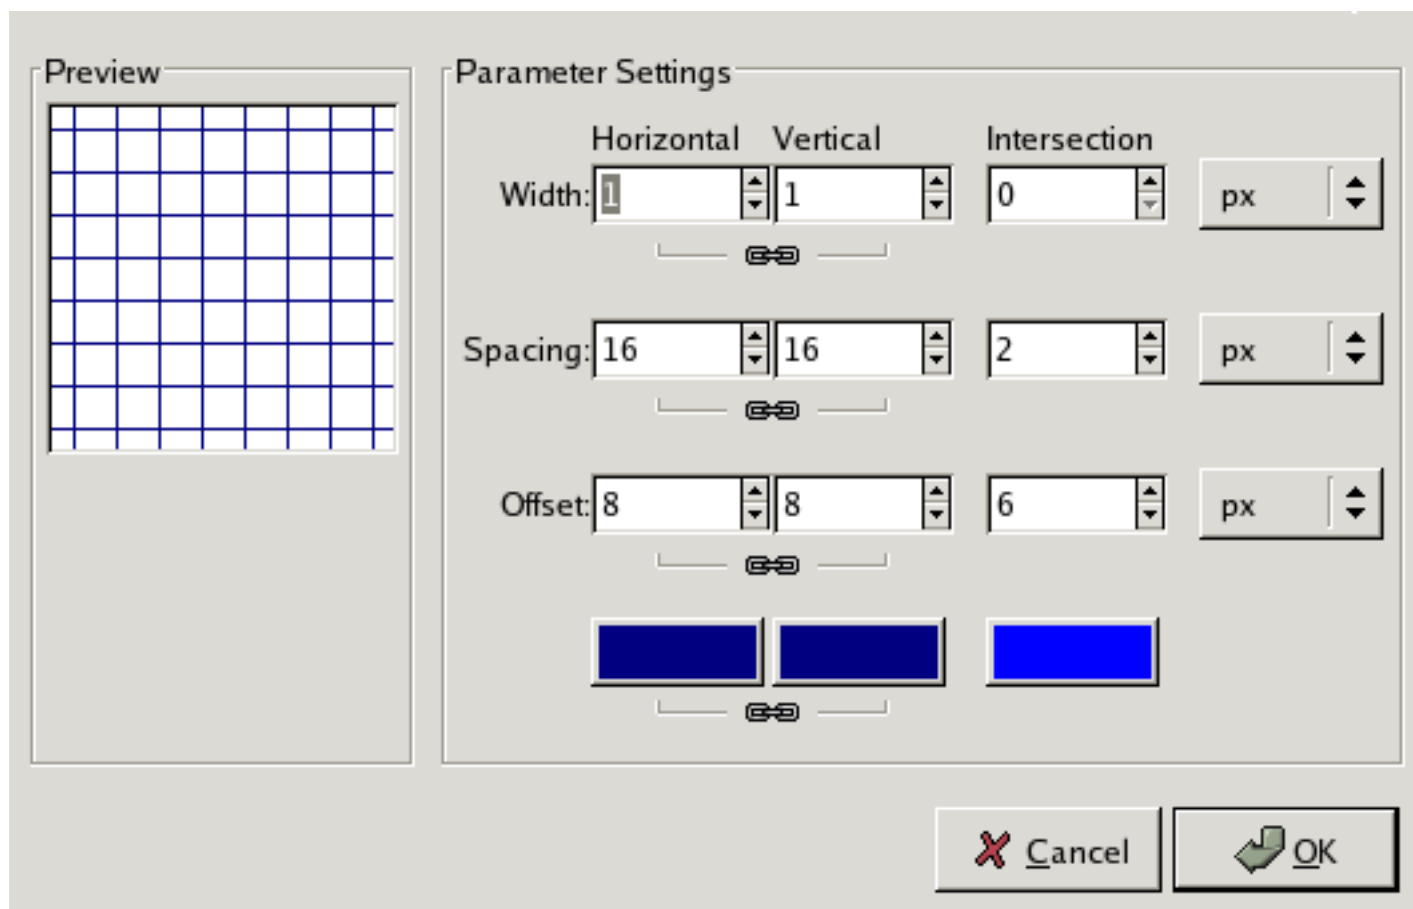 Preview
Parameter Settings
Horizontal Vertical Intersection
Width: 1 1 0 px
Spacing: 16 16 2 px
Offset: 8 8 6 px
Cancel OK